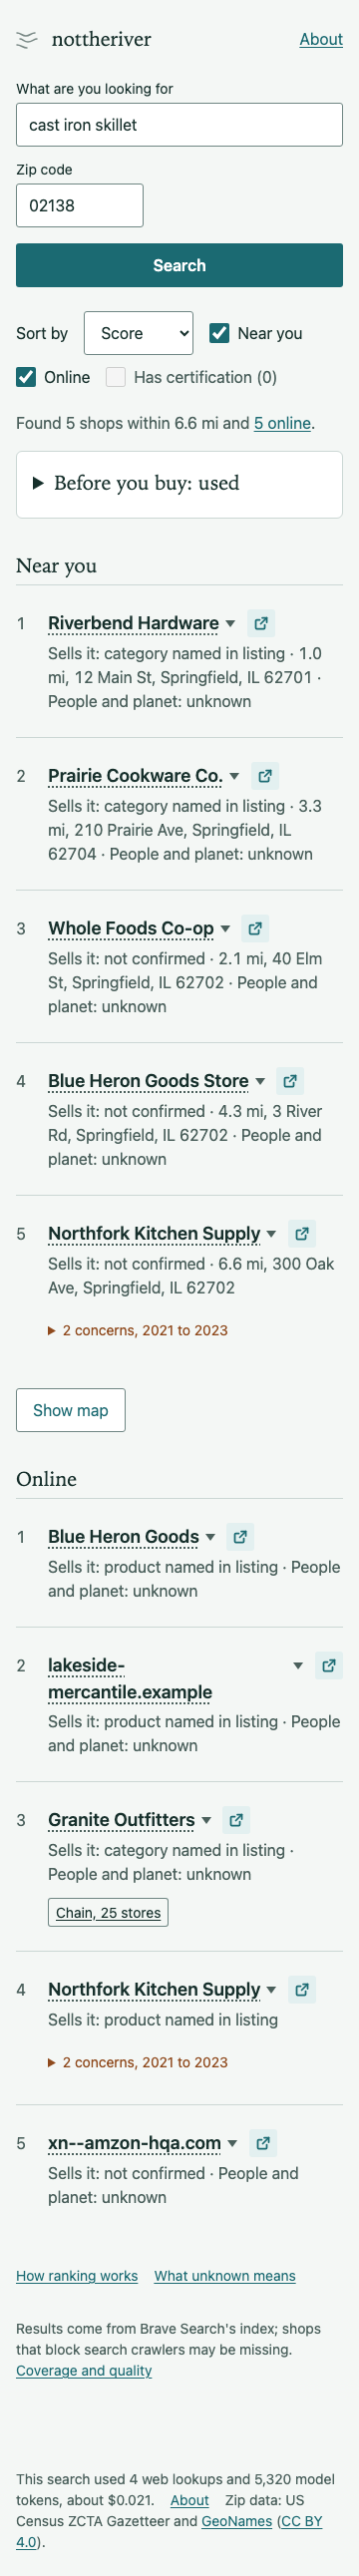 nottheriver
About
What are you looking for
cast iron skillet
Zip code
02138
Search
Sort by
Score
Near you
Online
Has certification (0)
Found 5 shops within 6.6 mi and 5 online.
Before you buy: used
Near you
1
Riverbend Hardware
Sells it: category named in listing · 1.0
mi, 12 Main St, Springfield, IL 62701 ·
People and planet: unknown
2
Prairie Cookware Co.
Sells it: category named in listing · 3.3
mi, 210 Prairie Ave, Springfield, IL
62704 · People and planet: unknown
3
Whole Foods Co-op
Sells it: not confirmed · 2.1 mi, 40 Elm
St, Springfield, IL 62702 · People and
planet: unknown
4
Blue Heron Goods Store
Sells it: not confirmed · 4.3 mi, 3 River
Rd, Springfield, IL 62702 · People and
planet: unknown
5
Northfork Kitchen Supply
Sells it: not confirmed · 6.6 mi, 300 Oak
Ave, Springfield, IL 62702
2 concerns, 2021 to 2023
Show map
Online
1
Blue Heron Goods
Sells it: product named in listing · People
and planet: unknown
2
lakeside-
mercantile.example
Sells it: product named in listing · People
and planet: unknown
3
Granite Outfitters
Sells it: category named in listing ·
People and planet: unknown
Chain, 25 stores
4
Northfork Kitchen Supply
Sells it: product named in listing
2 concerns, 2021 to 2023
5
xn--amzon-hqa.com
Sells it: not confirmed · People and
planet: unknown
How ranking works
What unknown means
Results come from Brave Search's index; shops
that block search crawlers may be missing.
Coverage and quality
This search used 4 web lookups and 5,320 model
tokens, about $0.021. About Zip data: US
Census ZCTA Gazetteer and GeoNames (CC BY
4.0).